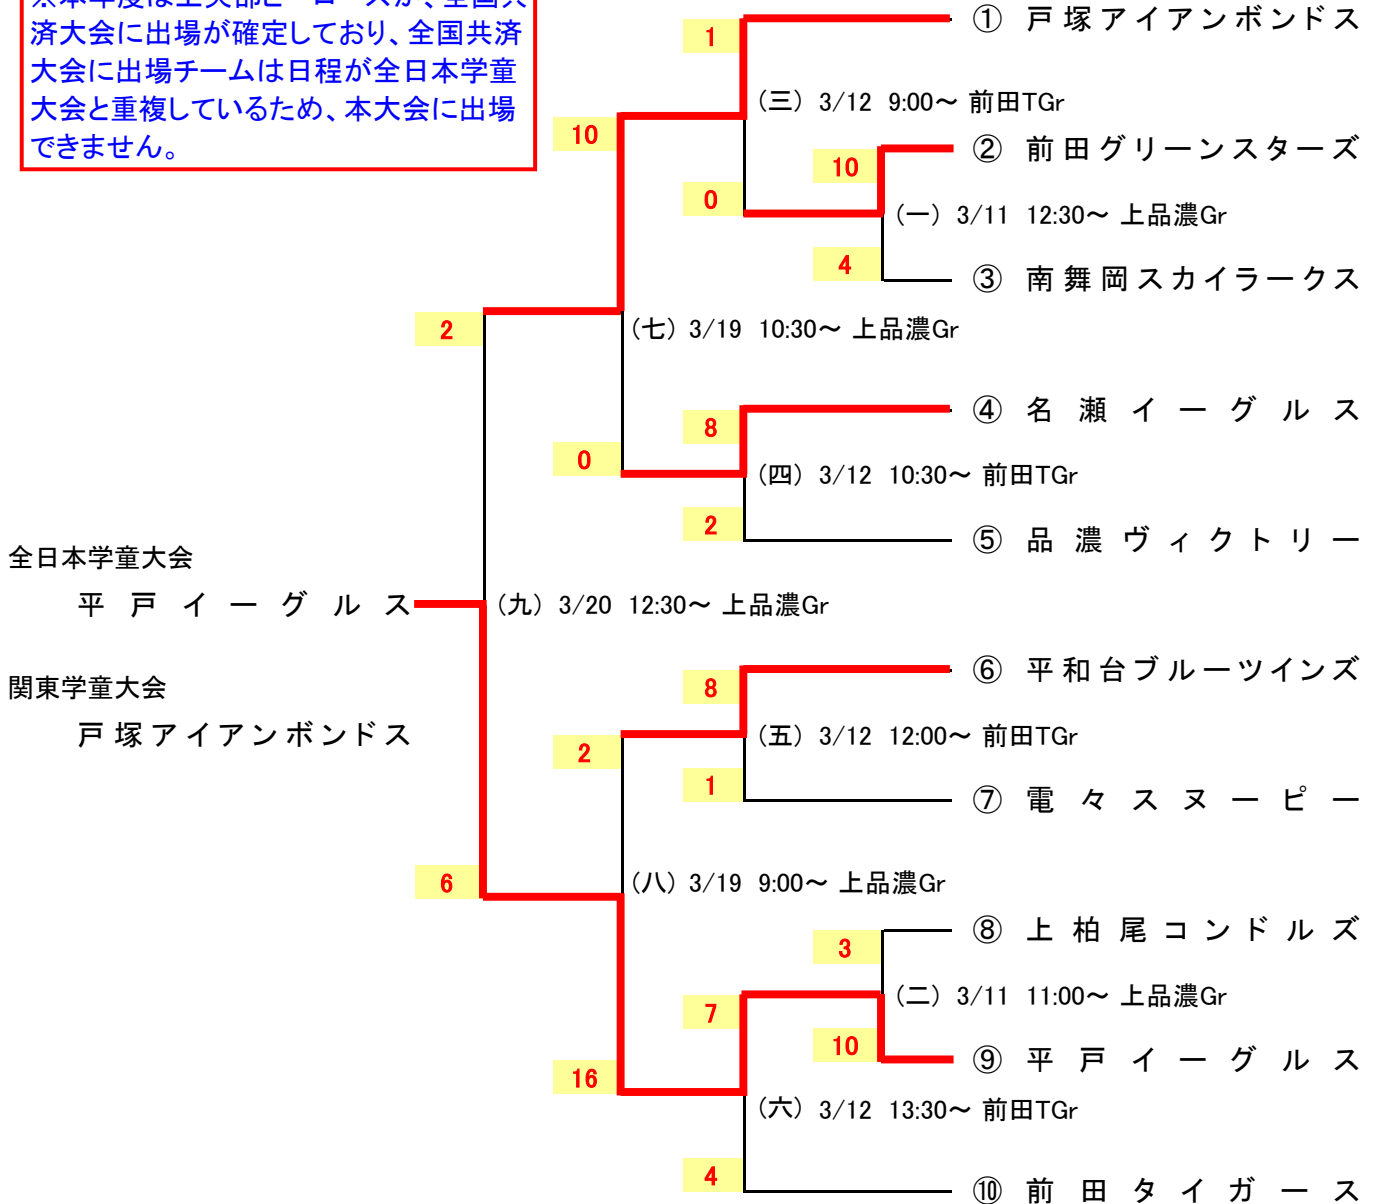 済大会に出場が確定しており、全国共済
大会に出場チームは日程が全日本学童
大会と重複しているため、本大会に出場
できません。
1
① 戸塚アイアンボンドス
(三) 3/12 9:00～ 前田TGr
10
② 前田グリーンスターズ
10
0
(一) 3/11 12:30～ 上品濃Gr
4
③ 南舞岡スカイラークス
2
(七) 3/19 10:30～ 上品濃Gr
④ 名瀬イーグルス
8
0
(四) 3/12 10:30～ 前田TGr
2
⑤ 品濃ヴィクトリー
全日本学童大会
平戸イーグルス
(九) 3/20 12:30～ 上品濃Gr
関東学童大会
戸塚アイアンボンドス
⑥ 平和台ブルーツインズ
8
2
(五) 3/12 12:00～ 前田TGr
1
⑦ 電々スヌーピー
6
(八) 3/19 9:00～ 上品濃Gr
⑧ 上柏尾コンドルズ
3
7
(二) 3/11 11:00～ 上品濃Gr
10
⑨ 平戸イーグルス
16
(六) 3/12 13:30～ 前田TGr
4
⑩ 前田タイガース